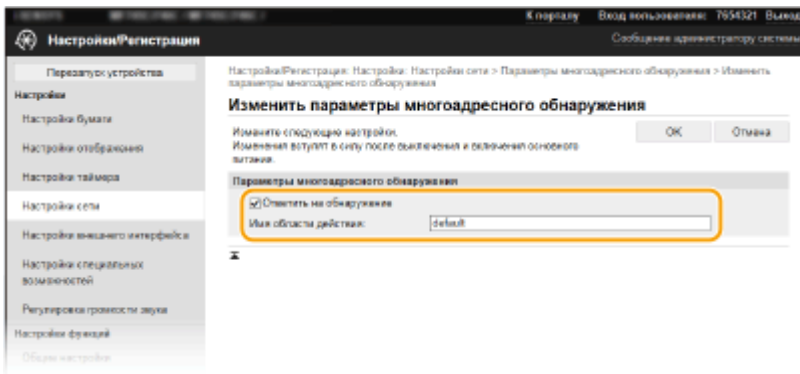 К порталу Вход пользователя: 7654321 Выход
Настройки/Регистрация
Сообщение администратору системы
Перезапуск устройства
Настройки
Настройки бумаги
Настройки отображения
Настройки таймера
Настройки сети
Настройки внешнего интерфейса
Настройки специальных
возможностей
Регулировка громкости звука
Настройки функций
Общие настройки
Настройки/Регистрация: Настройки: Настройки сети > Параметры многоадресного обнаружения > Изменить
параметры многоадресного обнаружения
Изменить параметры многоадресного обнаружения
Измените следующие настройки.
Изменения вступят в силу после выключения и включения основного
питания.
OK Отмена
Параметры многоадресного обнаружения
Ответить на обнаружение
Имя области действия: default